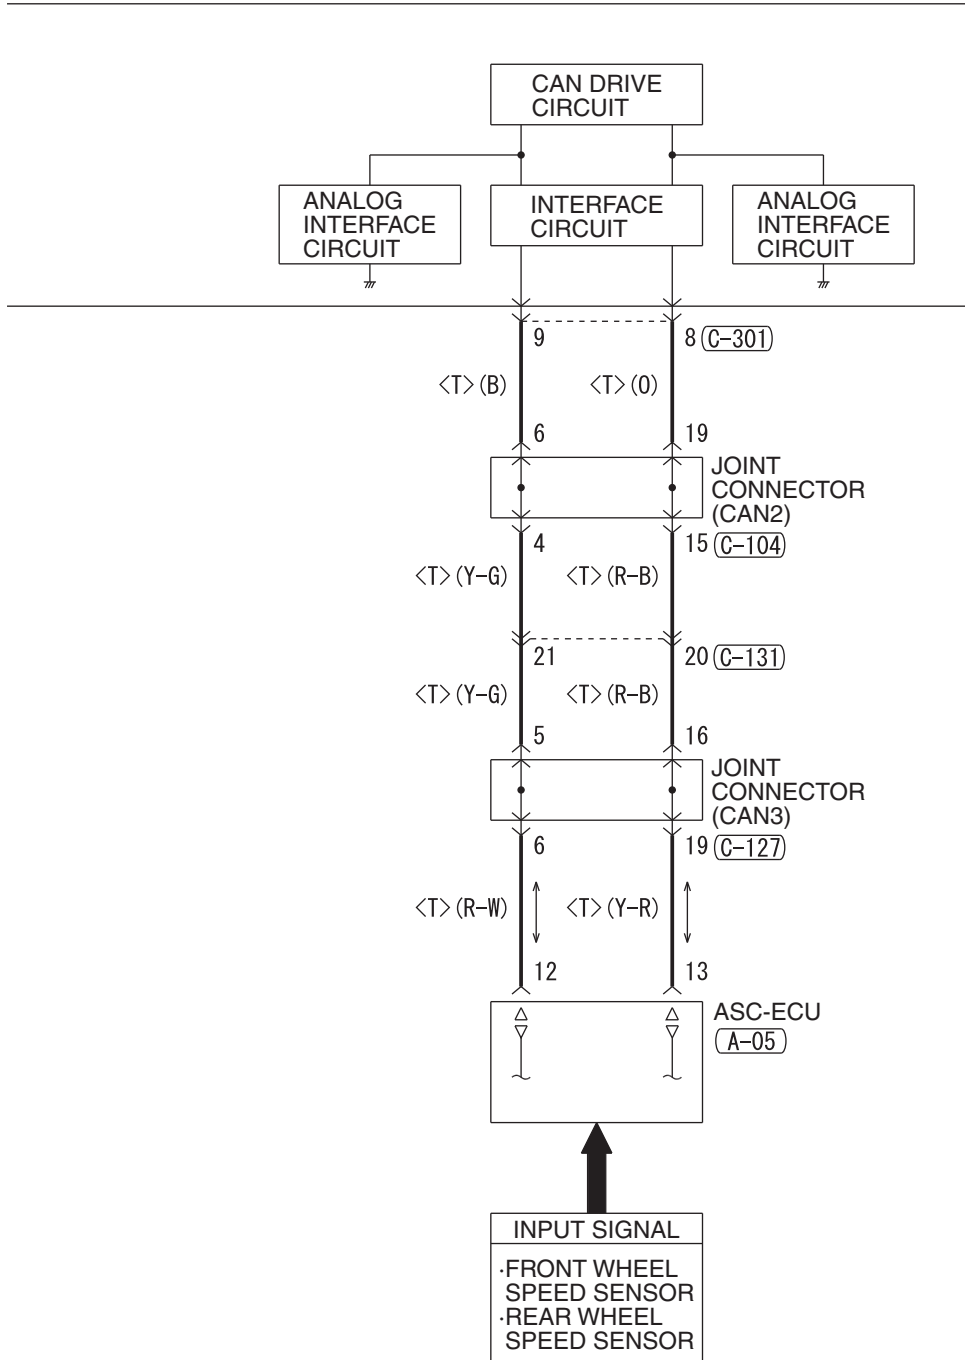 CAN DRIVE
CIRCUIT
ANALOG
INTERFACE
CIRCUIT
INTERFACE
CIRCUIT
ANALOG
INTERFACE
CIRCUIT
9
8 C-301
<T>(B)
<T>(O)
6
19
JOINT
CONNECTOR
(CAN2)
4
15 C-104
<T>(Y-G)
<T>(R-B)
21
20 C-131
<T>(Y-G)
<T>(R-B)
5
16
JOINT
CONNECTOR
(CAN3)
6
19 C-127
<T>(R-W)
<T>(Y-R)
12
13
ASC-ECU
A-05
INPUT SIGNAL
·FRONT WHEEL
SPEED SENSOR
·REAR WHEEL
SPEED SENSOR